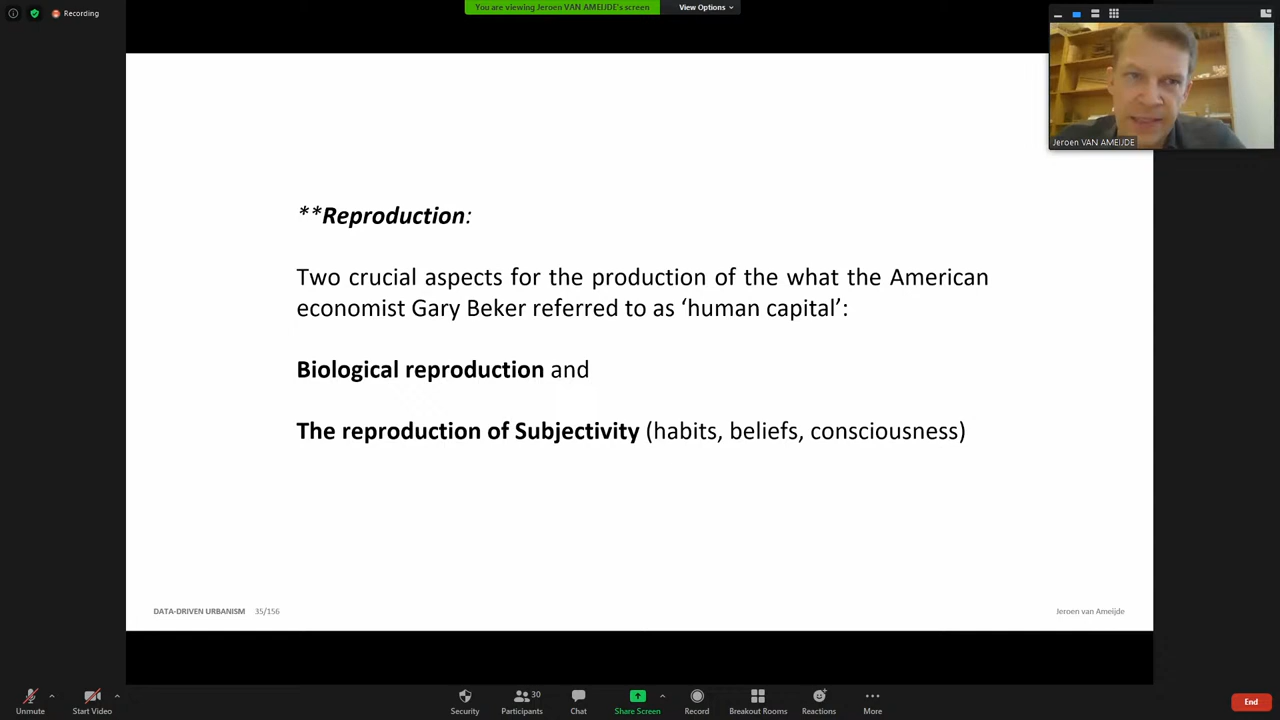 Recording
You are viewing Jeroen VAN AMEIJDE's screen
View Options
Jeroen VAN AMEIJDE
**Reproduction:
Two crucial aspects for the production of the what the American
economist Gary Beker referred to as ‘human capital’:
Biological reproduction and
The reproduction of Subjectivity (habits, beliefs, consciousness)
DATA-DRIVEN URBANISM 35/156
Jeroen van Ameijde
Unmute
Start Video
Security
Participants
30
Chat
Share Screen
Record
Breakout Rooms
Reactions
More
End